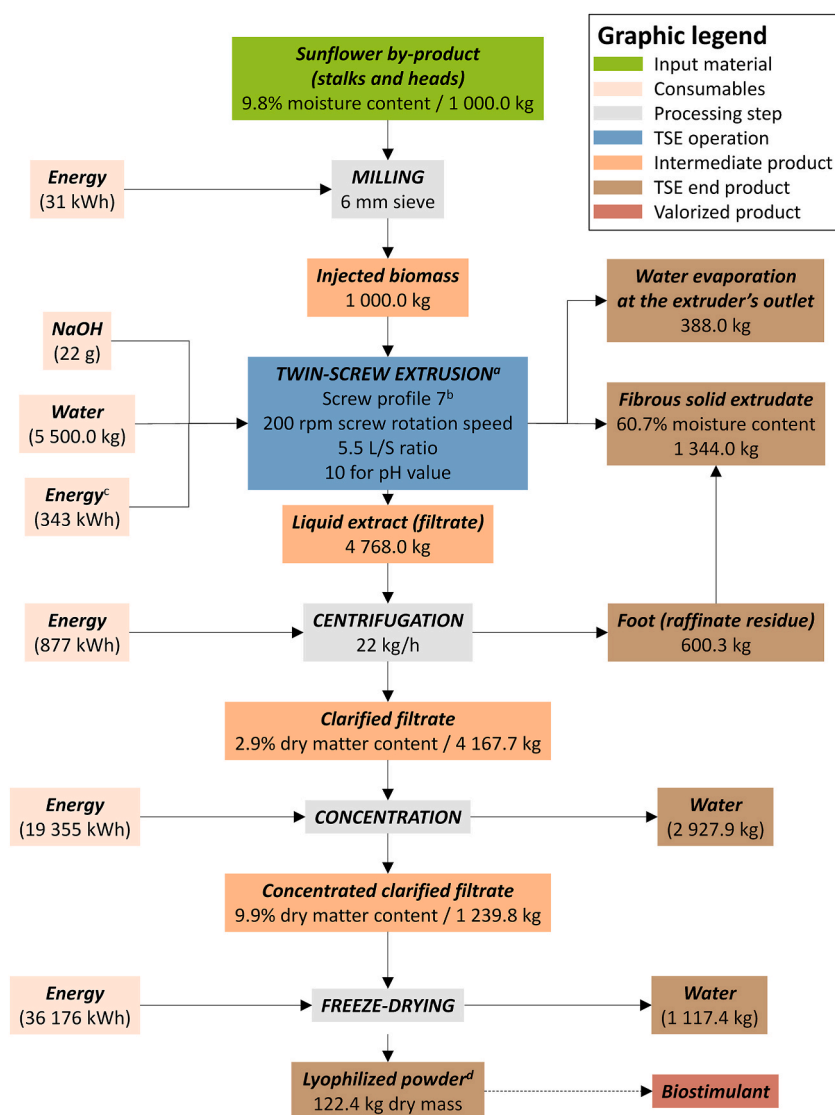 Graphic legend
Input material
Consumables
Processing step
TSE operation
Intermediate product
TSE end product
Valorized product
Sunflower by-product
(stalks and heads)
9.8% moisture content / 1 000.0 kg
Energy
(31 kWh)
MILLING
6 mm sieve
Injected biomass
1 000.0 kg
Water evaporation
at the extruder’s outlet
388.0 kg
NaOH
(22 g)
Water
(5 500.0 kg)
Energyᶜ
(343 kWh)
TWIN-SCREW EXTRUSIONᵃ
Screw profile 7ᵇ
200 rpm screw rotation speed
5.5 L/S ratio
10 for pH value
Fibrous solid extrudate
60.7% moisture content
1 344.0 kg
Liquid extract (filtrate)
4 768.0 kg
Energy
(877 kWh)
CENTRIFUGATION
22 kg/h
Foot (raffinate residue)
600.3 kg
Clarified filtrate
2.9% dry matter content / 4 167.7 kg
Energy
(19 355 kWh)
CONCENTRATION
Water
(2 927.9 kg)
Concentrated clarified filtrate
9.9% dry matter content / 1 239.8 kg
Energy
(36 176 kWh)
FREEZE-DRYING
Water
(1 117.4 kg)
Lyophilized powderᵈ
122.4 kg dry mass
Biostimulant